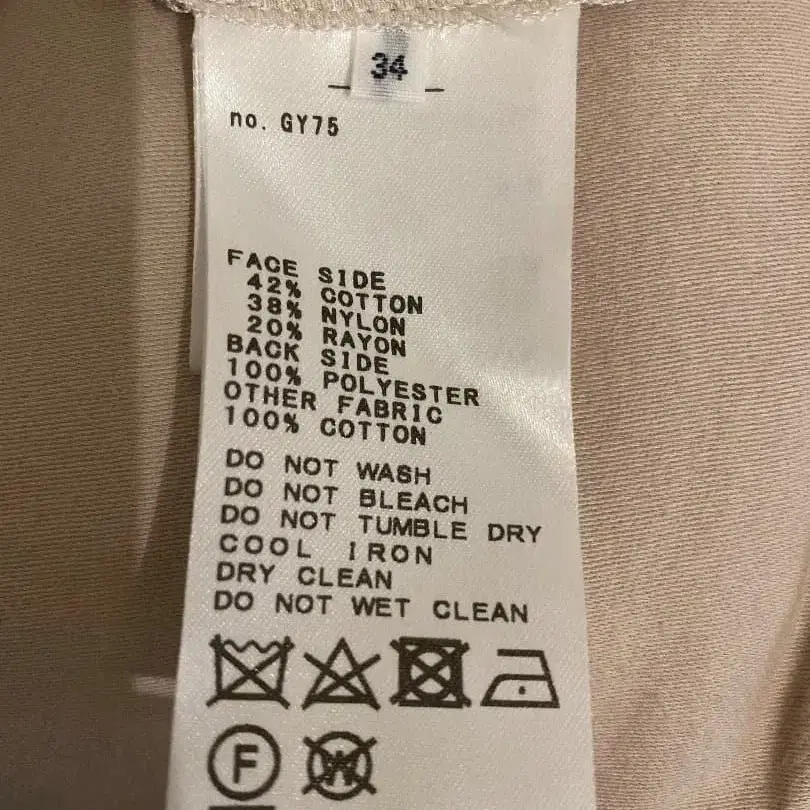 34
no. GY75
FACE SIDE
42% COTTON
38% NYLON
20% RAYON
BACK SIDE
100% POLYESTER
OTHER FABRIC
100% COTTON
DO NOT WASH
DO NOT BLEACH
DO NOT TUMBLE DRY
COOL IRON
DRY CLEAN
DO NOT WET CLEAN
F W